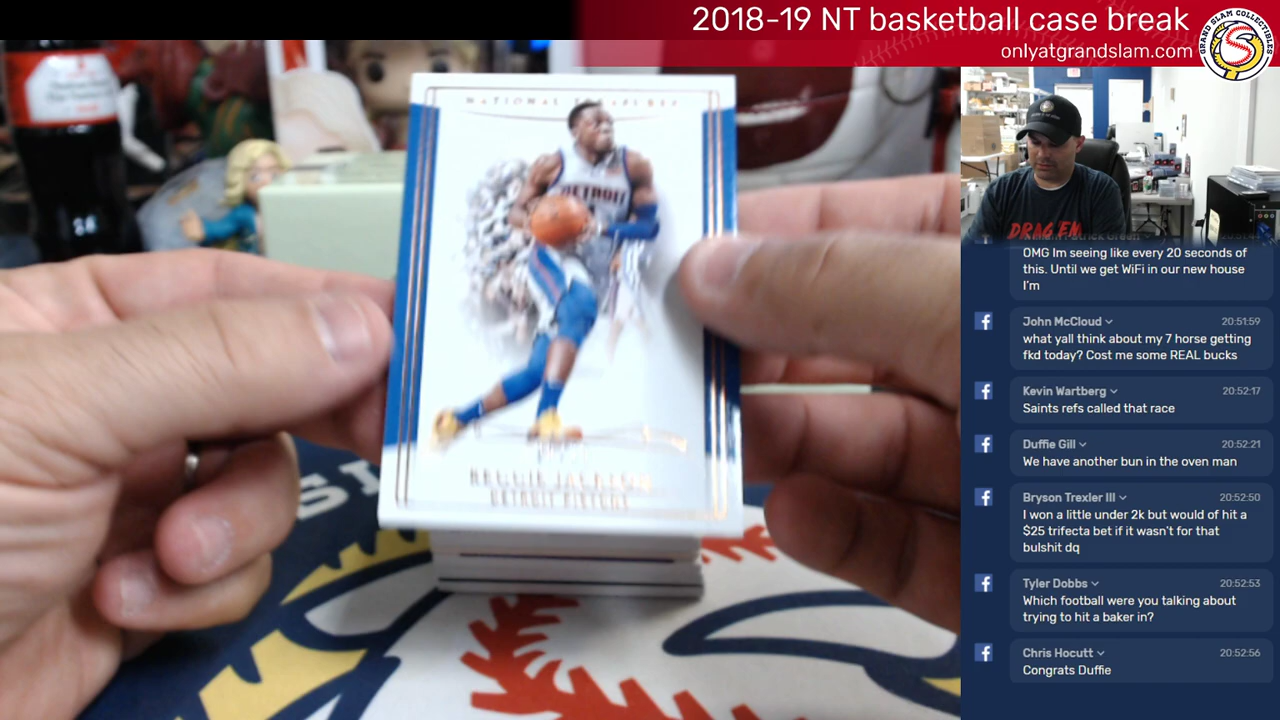 2018-19 NT basketball case break
onlyatgrandslam.com
GRAND SLAM COLLECTIBLES
NATIONAL TREASURES
DETROIT
REGGIE JACKSON
DETROIT PISTONS
DRAG'EM
OMG Im seeing like every 20 seconds of
this. Until we get WiFi in our new house
I'm
John McCloud 20:51:59
what yall think about my 7 horse getting
fkd today? Cost me some REAL bucks
Kevin Wartberg 20:52:17
Saints refs called that race
Duffie Gill 20:52:21
We have another bun in the oven man
Bryson Trexler III 20:52:50
I won a little under 2k but would of hit a
$25 trifecta bet if it wasn't for that
bulshit dq
Tyler Dobbs 20:52:53
Which football were you talking about
trying to hit a baker in?
Chris Hocutt 20:52:56
Congrats Duffie